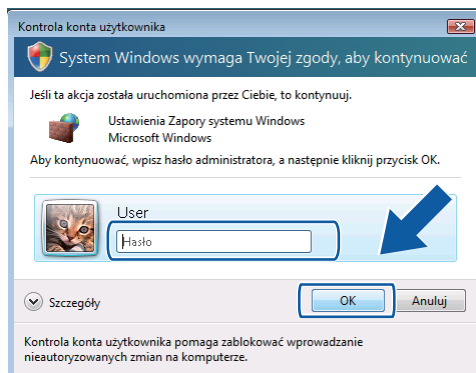 Kontrola konta użytkownika
System Windows wymaga Twojej zgody, aby kontynuować
Jeśli ta akcja została uruchomiona przez Ciebie, to kontynuuj.
Ustawienia Zapory systemu Windows
Microsoft Windows
Aby kontynuować, wpisz hasło administratora, a następnie kliknij przycisk OK.
User
Hasło
Szczegóły
OK
Anuluj
Kontrola konta użytkownika pomaga zablokować wprowadzanie
nieautoryzowanych zmian na komputerze.